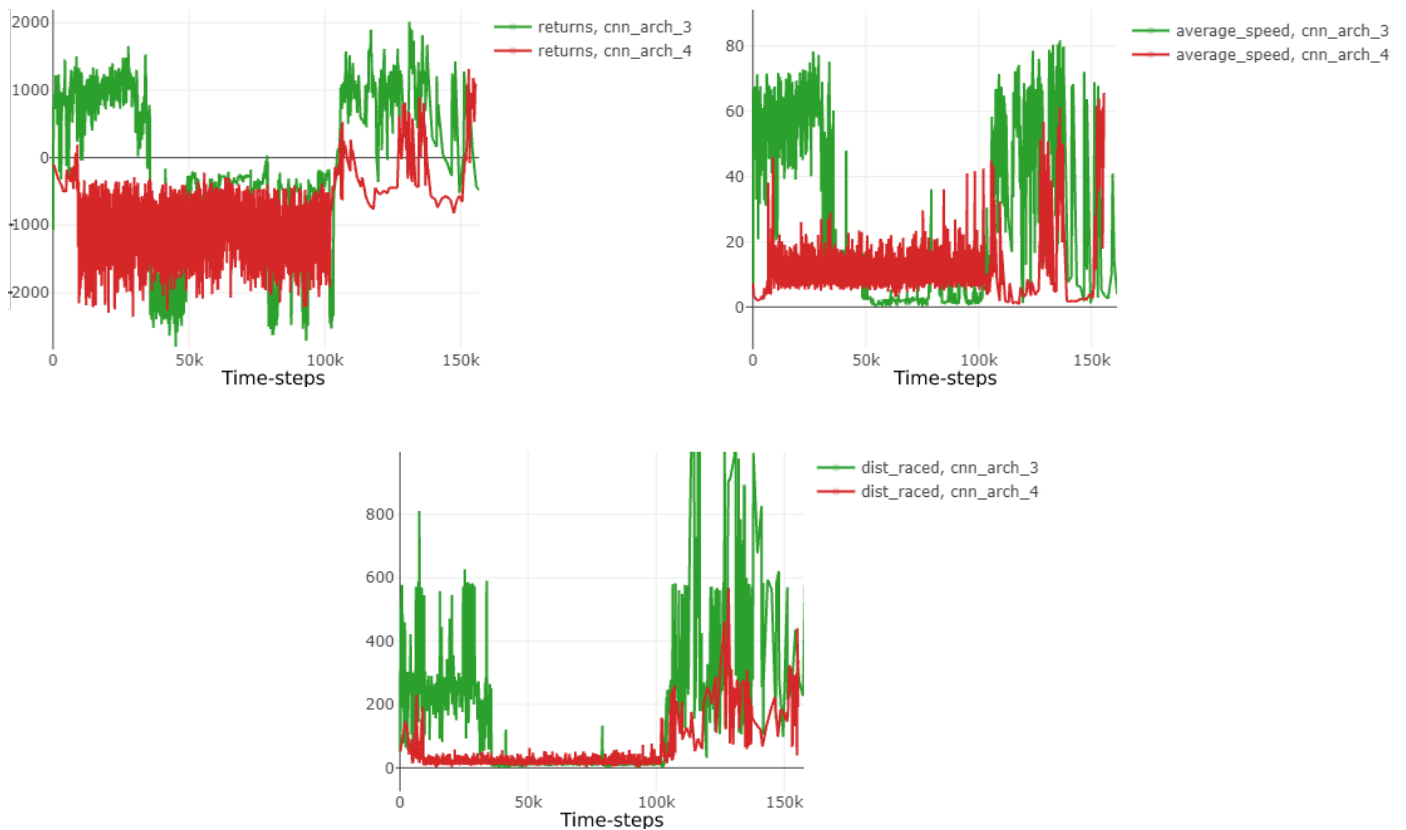 2000
1000
0
-1000
-2000
0
50k
100k
150k
Time-steps
returns, cnn_arch_3
returns, cnn_arch_4
80
60
40
20
0
0
50k
100k
150k
Time-steps
average_speed, cnn_arch_3
average_speed, cnn_arch_4
800
600
400
200
0
0
50k
100k
150k
Time-steps
dist_raced, cnn_arch_3
dist_raced, cnn_arch_4